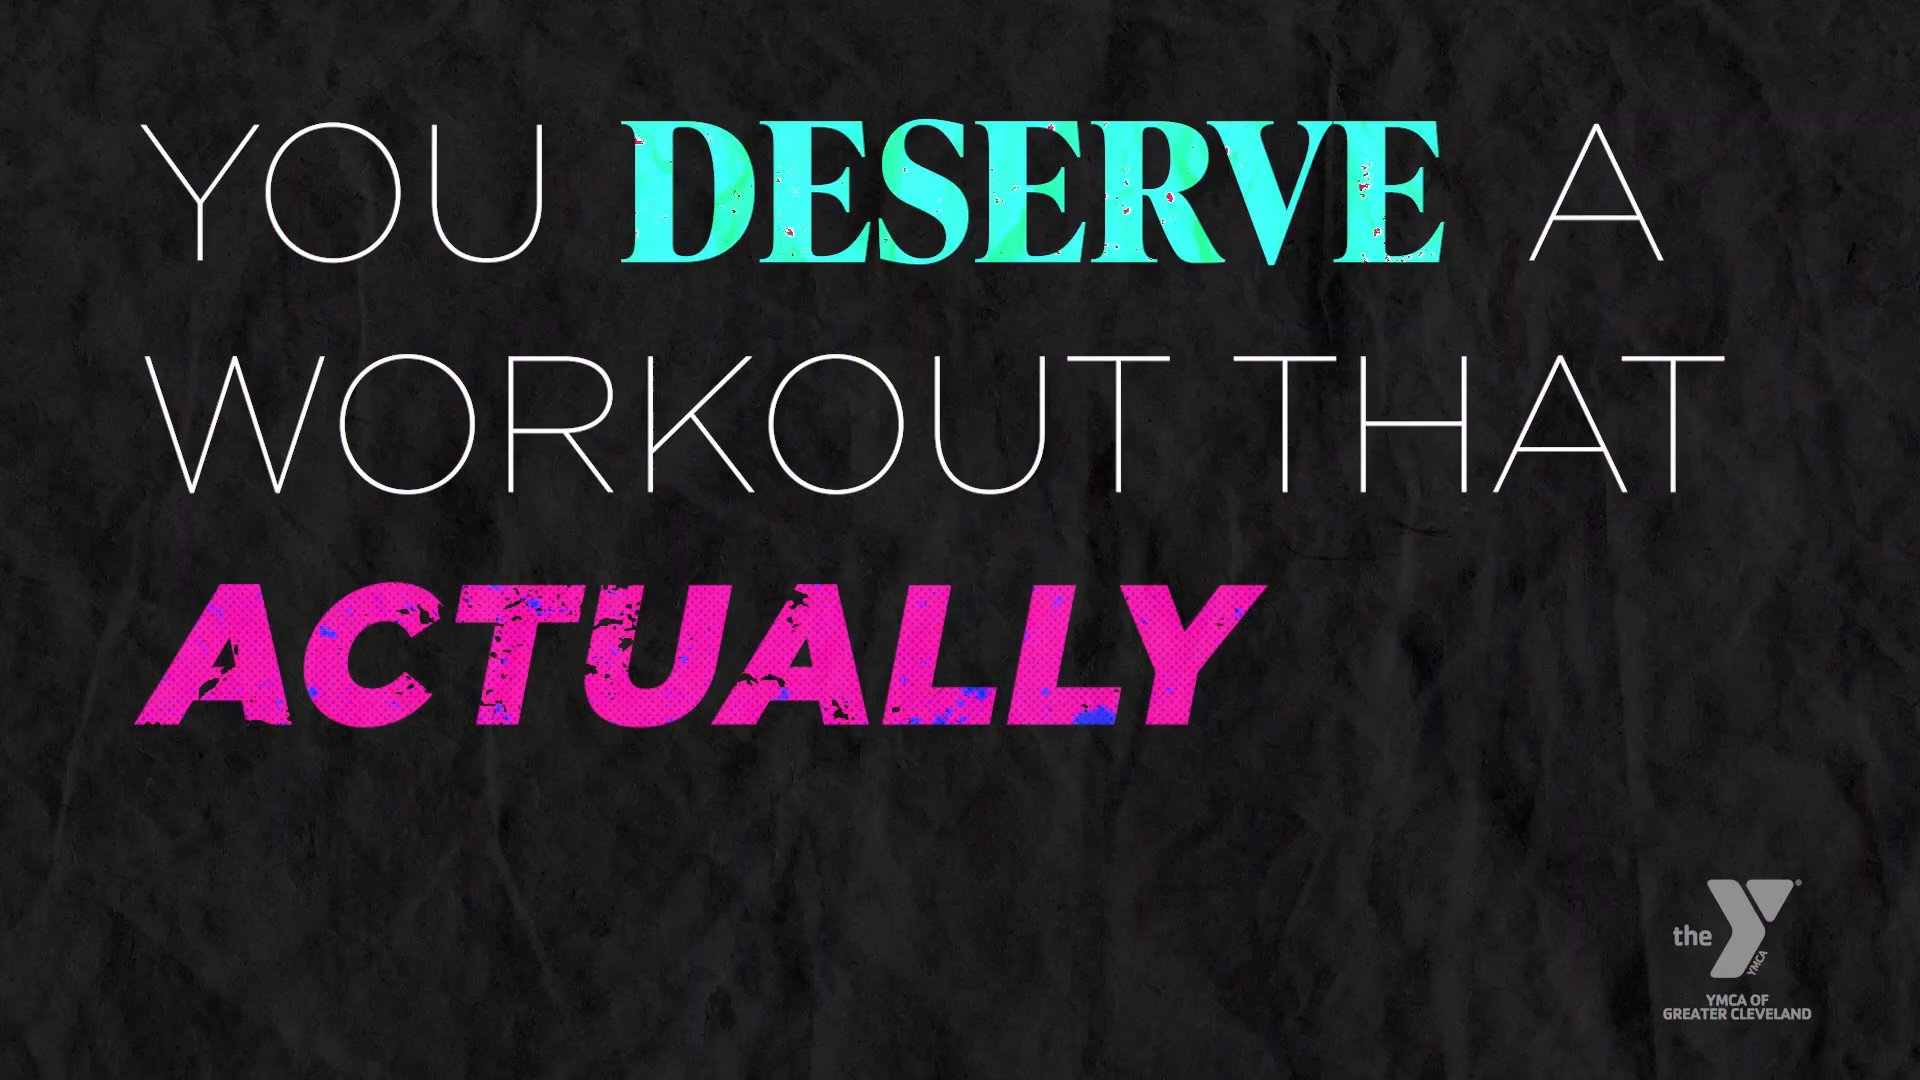 YOU DESERVE A
WORKOUT THAT
ACTUALLY
the Y
YMCA
YMCA OF
GREATER CLEVELAND